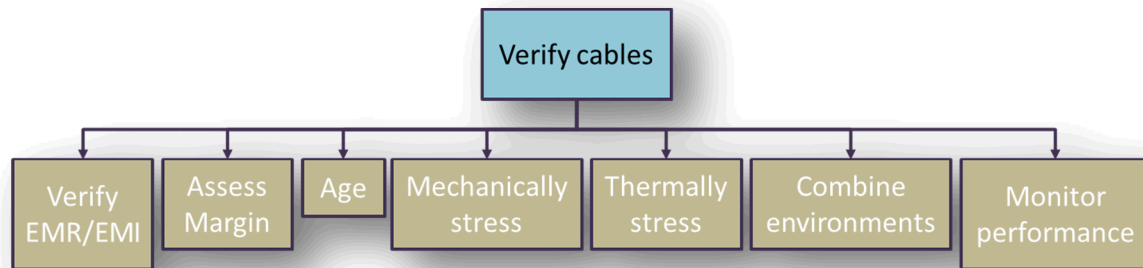 Verify cables
Verify
EMR/EMI
Assess
Margin
Age
Mechanically
stress
Thermally
stress
Combine
environments
Monitor
performance